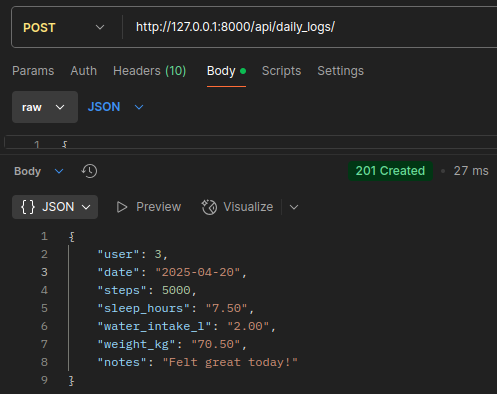 POST http://127.0.0.1:8000/api/daily_logs/
Params Auth Headers (10) Body Scripts Settings
raw JSON
1 {
Body 201 Created • 27 ms
{} JSON Preview Visualize
1 {
2 "user": 3,
3 "date": "2025-04-20",
4 "steps": 5000,
5 "sleep_hours": "7.50",
6 "water_intake_l": "2.00",
7 "weight_kg": "70.50",
8 "notes": "Felt great today!"
9 }